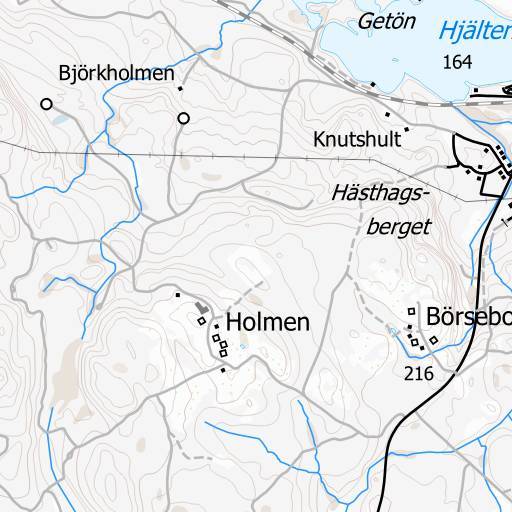 Getön
Hjälten
164
Björkholmen
Knutshult
Hästhags-
berget
Holmen
Börsebo
216